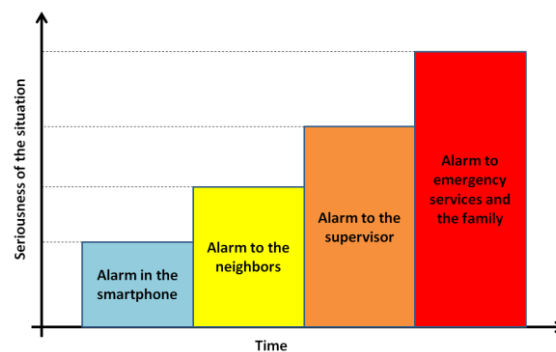 Seriousness of the situation
Alarm in the
smartphone
Alarm to the
neighbors
Alarm to the
supervisor
Alarm to
emergency
services and
the family
Time